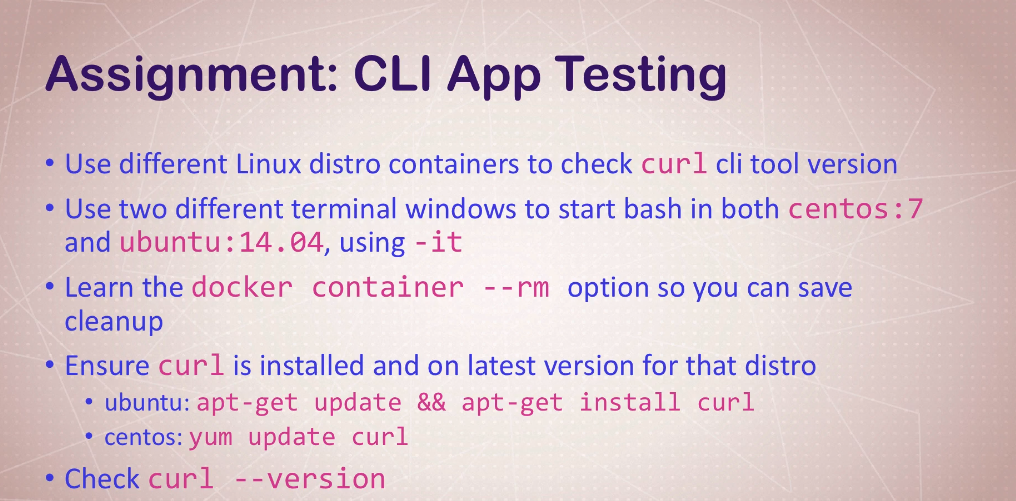 Assignment: CLI App Testing
• Use different Linux distro containers to check curl cli tool version
• Use two different terminal windows to start bash in both centos:7
and ubuntu:14.04, using -it
• Learn the docker container --rm option so you can save
cleanup
• Ensure curl is installed and on latest version for that distro
• ubuntu: apt-get update && apt-get install curl
• centos: yum update curl
• Check curl --version